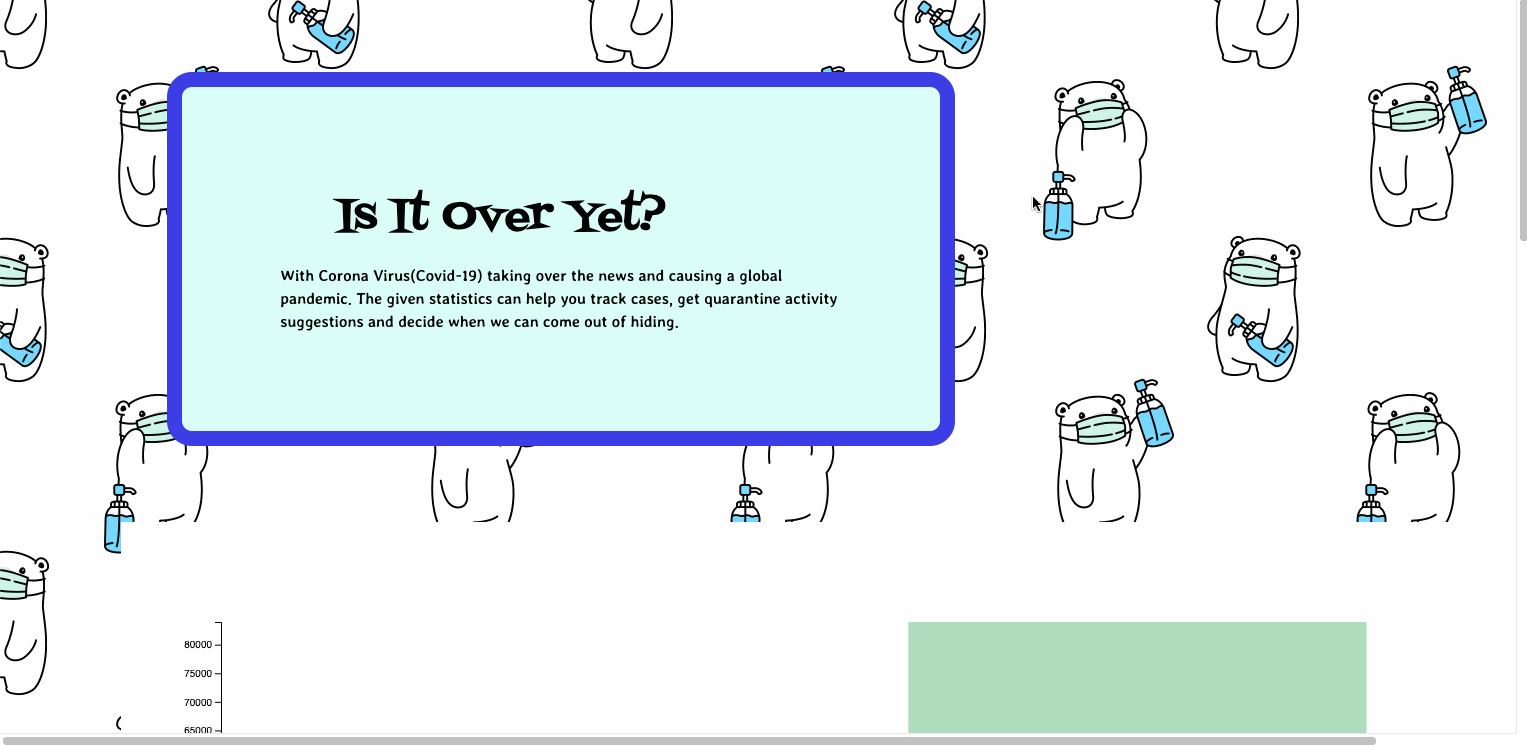 Is It Over Yet?
With Corona Virus(Covid-19) taking over the news and causing a global
pandemic. The given statistics can help you track cases, get quarantine activity
suggestions and decide when we can come out of hiding.
80000
75000
70000
65000